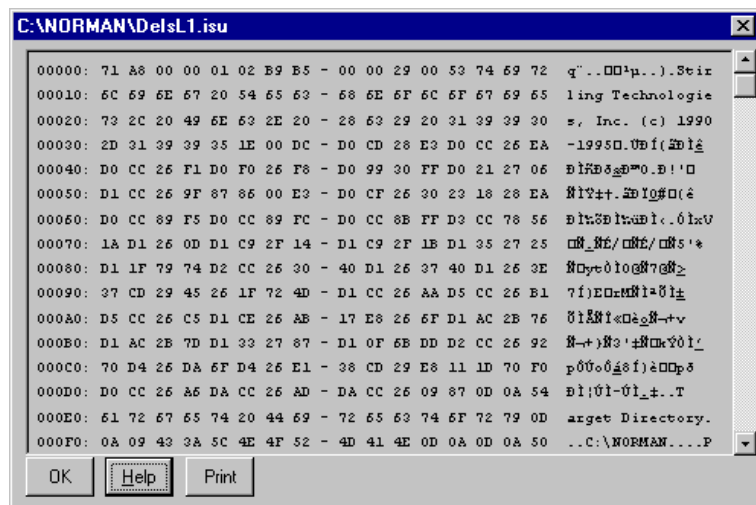 C:\NORMAN\DelsL1.isu
00000: 71 A8 00 00 01 02 B9 B5 - 00 00 29 00 53 74 69 72 q¨..□□¹µ..).Stir
00010: 6C 69 6E 67 20 54 65 63 - 68 6E 6F 6C 6F 67 69 65 ling Technologie
00020: 73 2C 20 49 6E 63 2E 20 - 28 63 29 20 31 39 39 30 s, Inc. (c) 1990
00030: 2D 31 39 39 35 1E 00 DC - D0 CD 28 E3 D0 CC 26 EA -1995□.ÜÐÍ(ãÐÌ&ê
00040: D0 CC 26 F1 D0 F0 26 F8 - D0 99 30 FF D0 21 27 06
00050: D1 CC 26 9F 87 86 00 E3 - D0 CF 26 30 23 18 28 EA
00060: D0 CC 89 F5 D0 CC 89 FC - D0 CC 8B FF D3 CC 78 56
00070: 1A D1 26 0D D1 C9 2F 14 - D1 C9 2F 1B D1 35 27 25
00080: D1 1F 79 74 D2 CC 26 30 - 40 D1 26 37 40 D1 26 3E
00090: 37 CD 29 45 26 1F 72 4D - D1 CC 26 AA D5 CC 26 B1
000A0: D5 CC 26 C5 D1 CE 26 AB - 17 E8 26 6F D1 AC 2B 76
000B0: D1 AC 2B 7D D1 33 27 87 - D1 0F 6B DD D2 CC 26 92
000C0: 70 D4 26 DA 6F D4 26 E1 - 38 CD 29 E8 11 1D 70 F0
000D0: D0 CC 26 A6 DA CC 26 AD - DA CC 26 09 87 0D 0A 54
000E0: 61 72 67 65 74 20 44 69 - 72 65 63 74 6F 72 79 0D arget Directory.
000F0: 0A 09 43 3A 5C 4E 4F 52 - 4D 41 4E 0D 0A 0D 0A 50 ..C:\NORMAN....P
OK Help Print